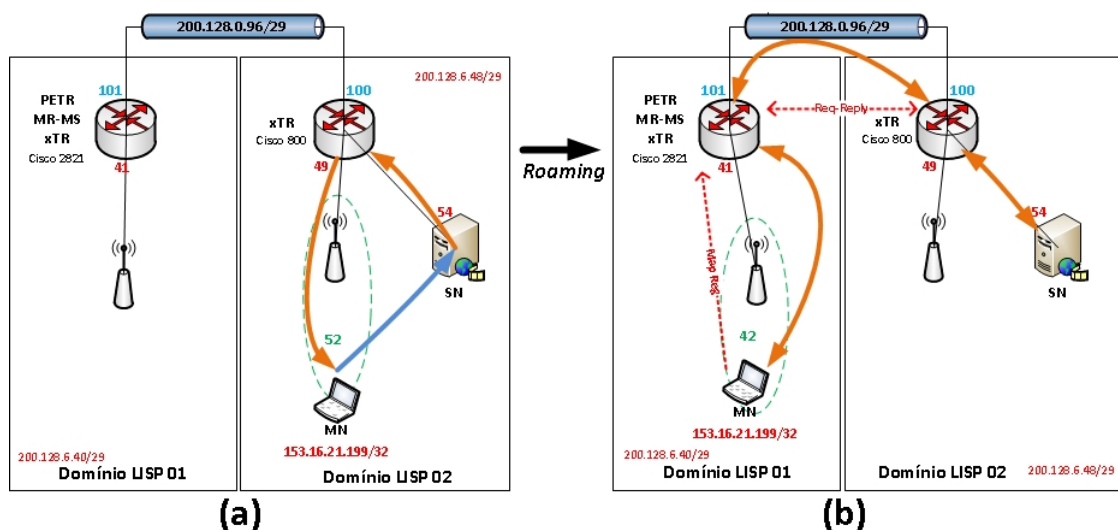 200.128.0.96/29
200.128.6.48/29
101
100
PETR
MR-MS
xTR
Cisco 2821
xTR
Cisco 800
41
49
54
SN
52
MN
153.16.21.199/32
200.128.6.40/29
Domínio LISP 01
Domínio LISP 02
(a)
Roaming
200.128.0.96/29
101
100
PETR
MR-MS
xTR
Cisco 2821
Req-Reply
xTR
Cisco 800
41
49
Map Reg.
54
SN
42
MN
153.16.21.199/32
200.128.6.40/29
Domínio LISP 01
Domínio LISP 02
200.128.6.48/29
(b)